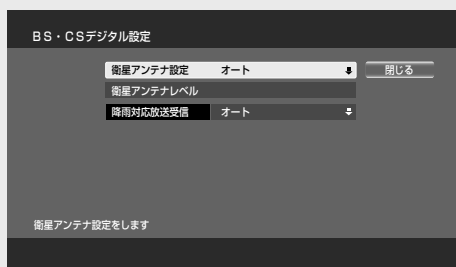 BS・CSデジタル設定
衛星アンテナ設定 オート 閉じる
衛星アンテナレベル
降雨対応放送受信 オート
衛星アンテナ設定をします